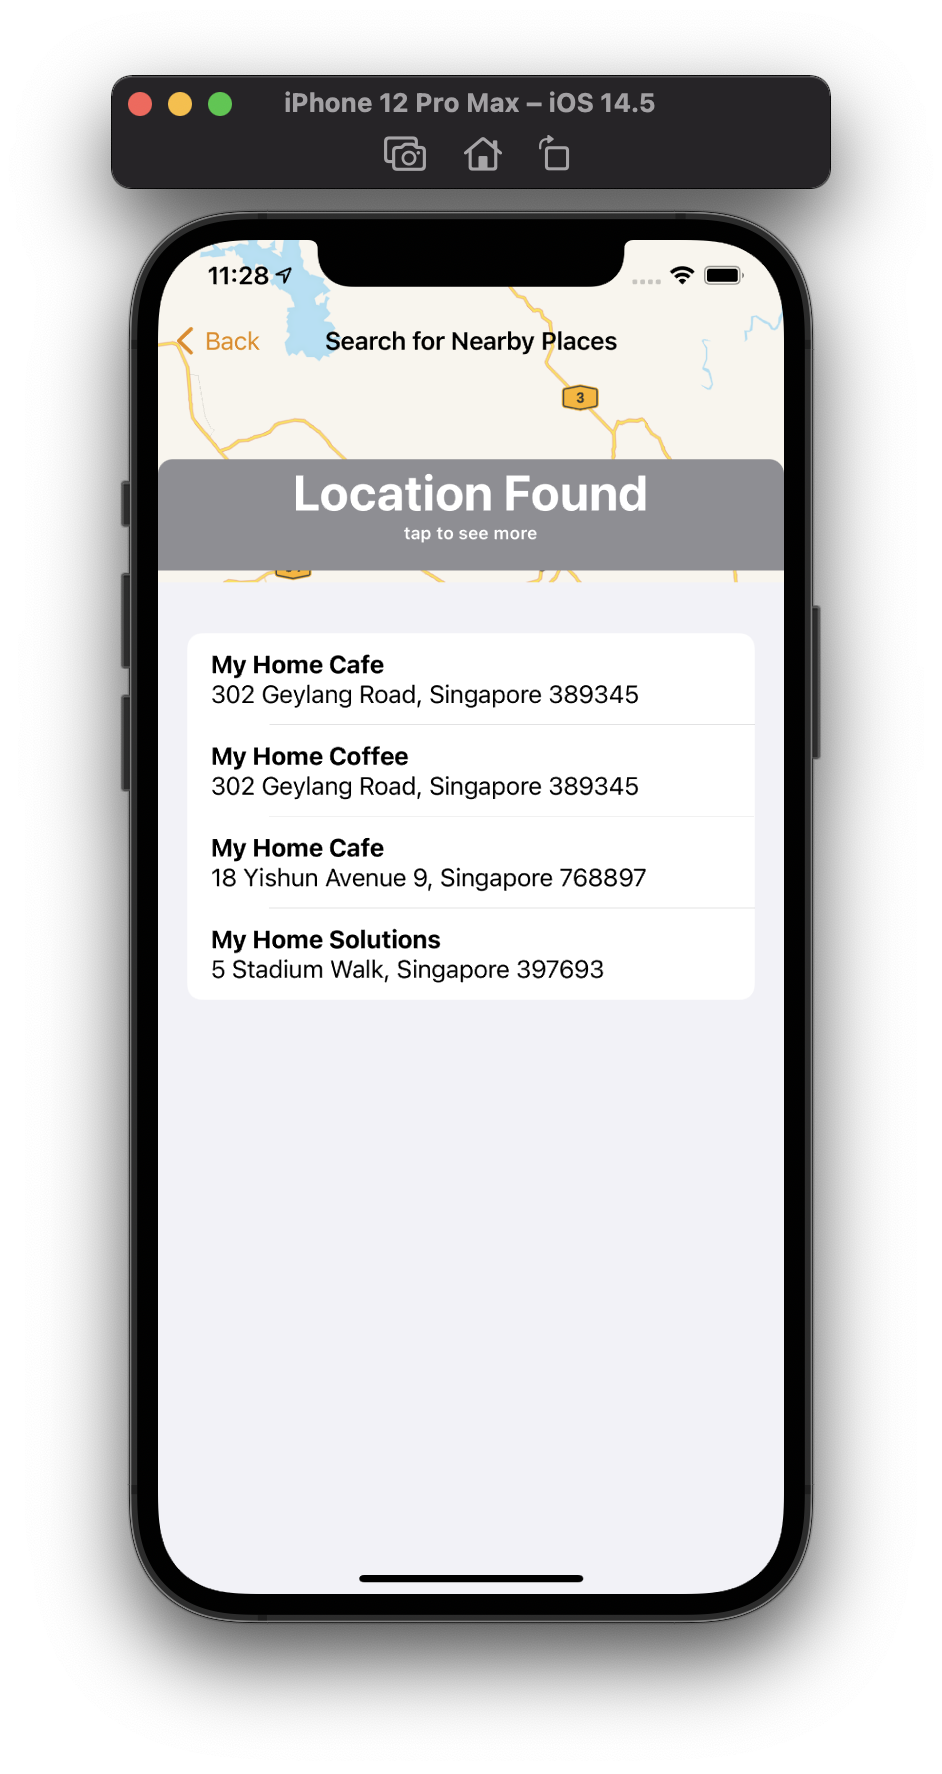 iPhone 12 Pro Max – iOS 14.5
11:28
Back
Search for Nearby Places
3
Location Found
tap to see more
My Home Cafe
302 Geylang Road, Singapore 389345
My Home Coffee
302 Geylang Road, Singapore 389345
My Home Cafe
18 Yishun Avenue 9, Singapore 768897
My Home Solutions
5 Stadium Walk, Singapore 397693